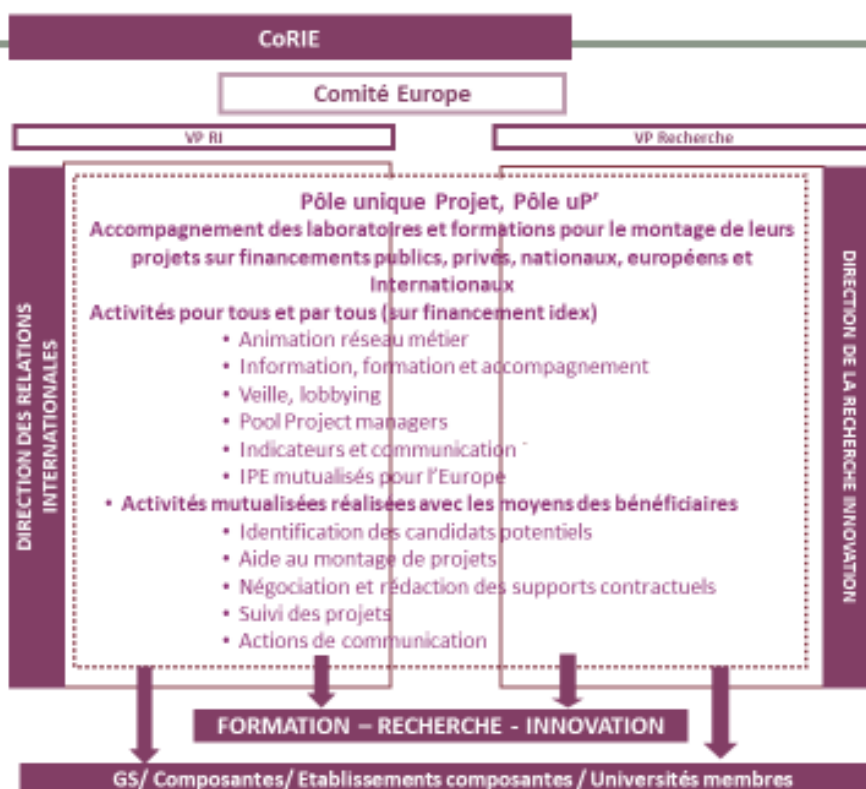 CoRIE
Comité Europe
VP RI
VP Recherche
DIRECTION DES RELATIONS
INTERNATIONALES
Pôle unique Projet, Pôle uP’
Accompagnement des laboratoires et formations pour le montage de leurs
projets sur financements publics, privés, nationaux, européens et
Internationaux
Activités pour tous et par tous (sur financement idex)
• Animation réseau métier
• Information, formation et accompagnement
• Veille, lobbying
• Pool Project managers
• Indicateurs et communication
• IPE mutualisés pour l’Europe
• Activités mutualisées réalisées avec les moyens des bénéficiaires
• Identification des candidats potentiels
• Aide au montage de projets
• Négociation et rédaction des supports contractuels
• Suivi des projets
• Actions de communication
DIRECTION DE LA RECHERCHE INNOVATION
FORMATION – RECHERCHE - INNOVATION
GS/ Composantes/ Etablissements composantes / Universités membres